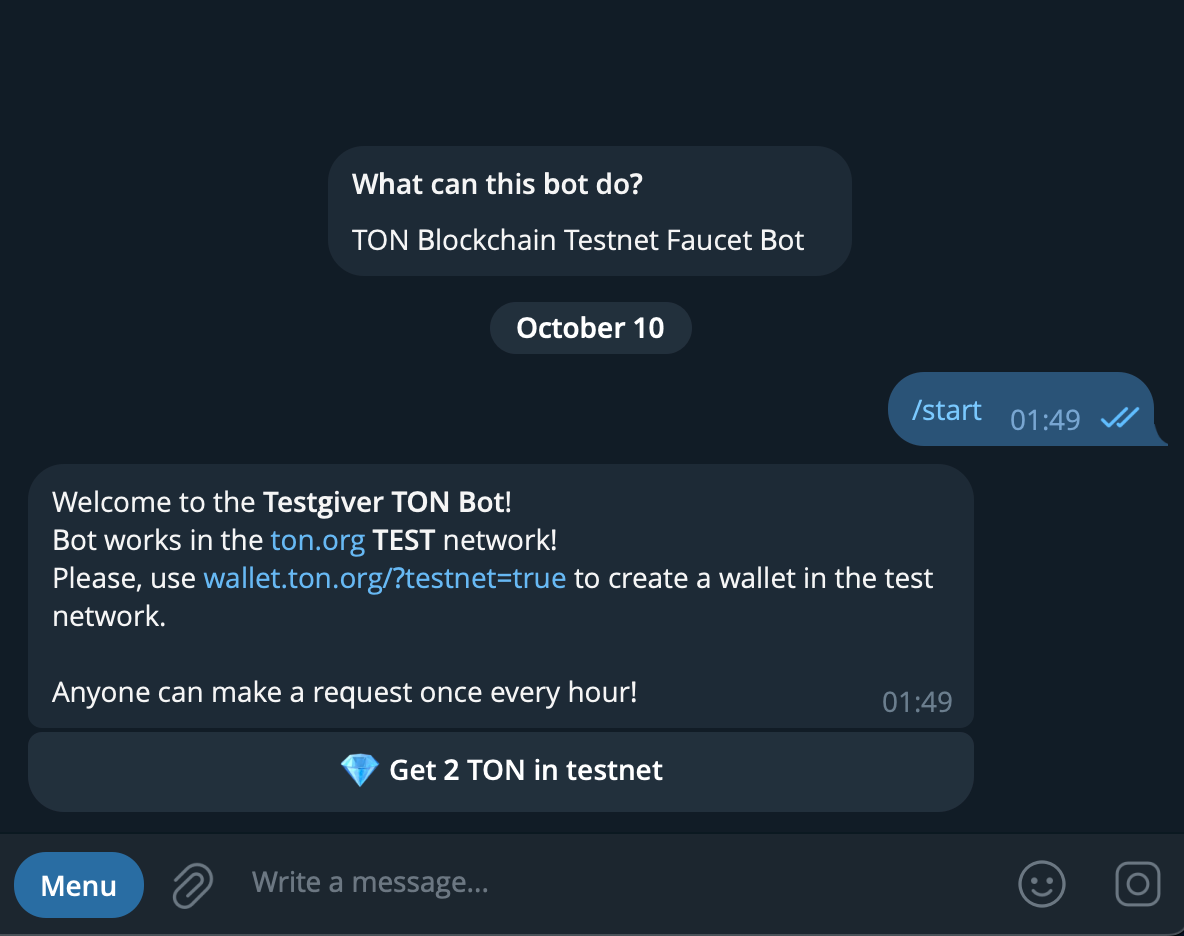 What can this bot do?
TON Blockchain Testnet Faucet Bot
October 10
/start 01:49
Welcome to the Testgiver TON Bot!
Bot works in the ton.org TEST network!
Please, use wallet.ton.org/?testnet=true to create a wallet in the test
network.
Anyone can make a request once every hour!
01:49
💎 Get 2 TON in testnet
Menu
Write a message...